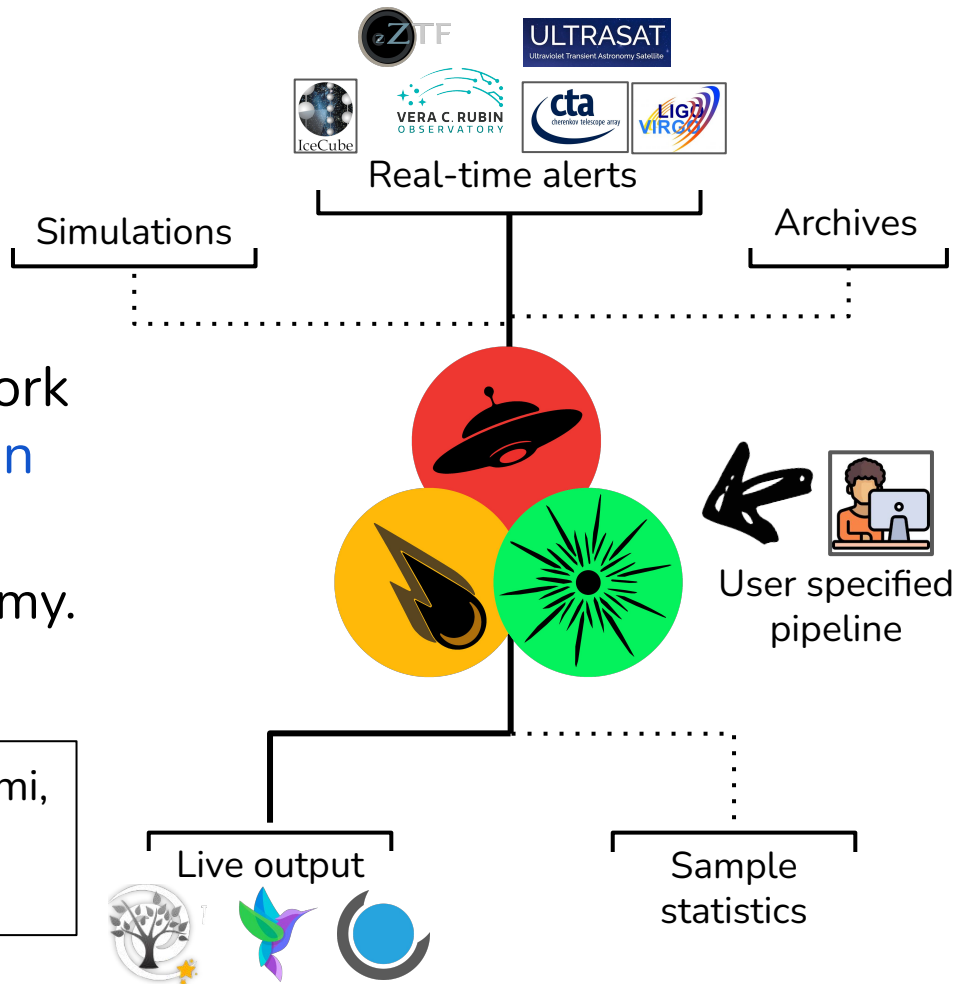 ZTF
ULTRASAT
Ultraviolet Transient Astronomy Satellite
IceCube
VERA C. RUBIN
OBSERVATORY
cta
cherenkov telescope array
LIGO
VIRGO
Real-time alerts
Simulations
Archives
ork
n
my.
User specified
pipeline
mi,
Live output
Sample
statistics